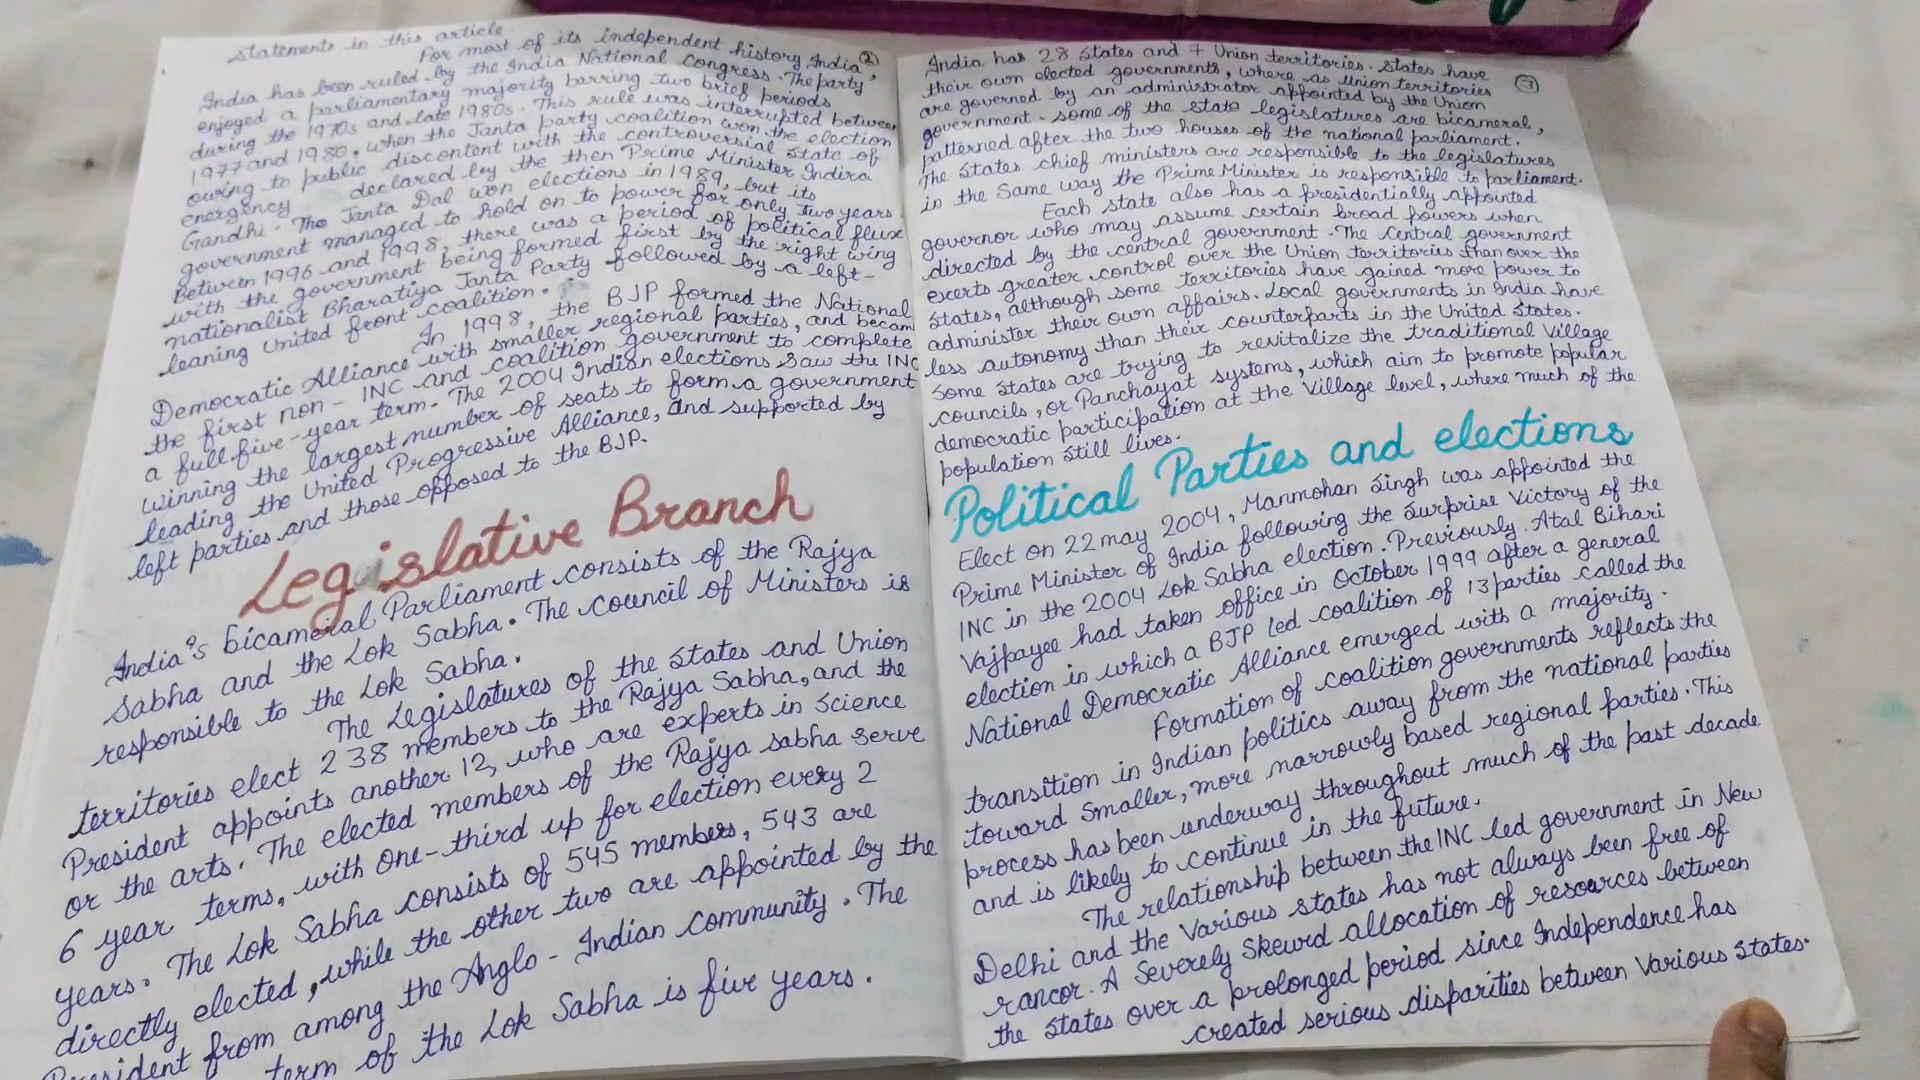 statements in this article
For most of its independent history, India ②
India has been ruled by the India National Congress. The party
enjoyed a parliamentary majority barring two brief periods
during the 1970s and late 1980s. This rule was interrupted between
1977 and 1980, when the Janta party coalition won the election
owing to public discontent with the controversial state of
emergency declared by the then Prime Minister Indira
Gandhi. The Janta Dal won elections in 1989, but its
government managed to hold on to power for only two years.
Between 1996 and 1998, there was a period of political flux
with the government being formed first by the right wing
nationalist Bharatiya Janta Party followed by a left-
leaning United front coalition.
In 1998, the BJP formed the National
Democratic Alliance with smaller regional parties, and becam
the first non-INC and coalition government to complete
a full five-year term. The 2004 Indian elections saw the INC
winning the largest number of seats to form a government
leading the United Progressive Alliance, and supported by
left parties and those opposed to the BJP.
Legislative Branch
India's bicameral Parliament consists of the Rajya
Sabha and the Lok Sabha. The Council of Ministers is
responsible to the Lok Sabha.
The Legislatures of the States and Union
territories elect 238 members to the Rajya Sabha, and the
President appoints another 12, who are experts in Science
or the arts. The elected members of the Rajya sabha serve
6 year terms, with one-third up for election every 2
years. The Lok Sabha consists of 545 members, 543 are
directly elected, while the other two are appointed by the
President from among the Anglo-Indian community. The
term of the Lok Sabha is five years.
India has 28 States and 7 Union territories. States have ③
their own elected governments, where as union territories
are governed by an administrator appointed by the Union
government. some of the state legislatures are bicameral,
patterned after the two houses of the national parliament.
The States chief ministers are responsible to the legislatures
in the Same way the Prime Minister is responsible to parliament.
Each state also has a presidentially appointed
governor who may assume certain broad powers when
directed by the central government. The Central government
exerts greater control over the Union territories than over the
States, although some territories have gained more power to
administer their own affairs. Local governments in India have
less autonomy than their counterparts in the United States.
Some States are trying to revitalize the traditional Village
councils, or Panchayat systems, which aim to promote popular
democratic participation at the Village level, where much of the
population still lives.
Political Parties and elections
Elect on 22 may 2004, Manmohan Singh was appointed the
Prime Minister of India following the Surprise Victory of the
INC in the 2004 Lok Sabha election. Previously. Atal Bihari
Vajpayee had taken office in October 1999 after a general
election in which a BJP Led coalition of 13 parties called the
National Democratic Alliance emerged with a majority.
Formation of coalition governments reflects the
transition in Indian politics away from the national parties
toward Smaller, more narrowly based regional parties. This
process has been underway throughout much of the past decade
and is likely to continue in the future.
The relationship between the INC led government in New
Delhi and the Various states has not always been free of
rancor. A Severely Skewrd allocation of resources between
the States over a prolonged period since Independence has
created serious disparities between Various States.